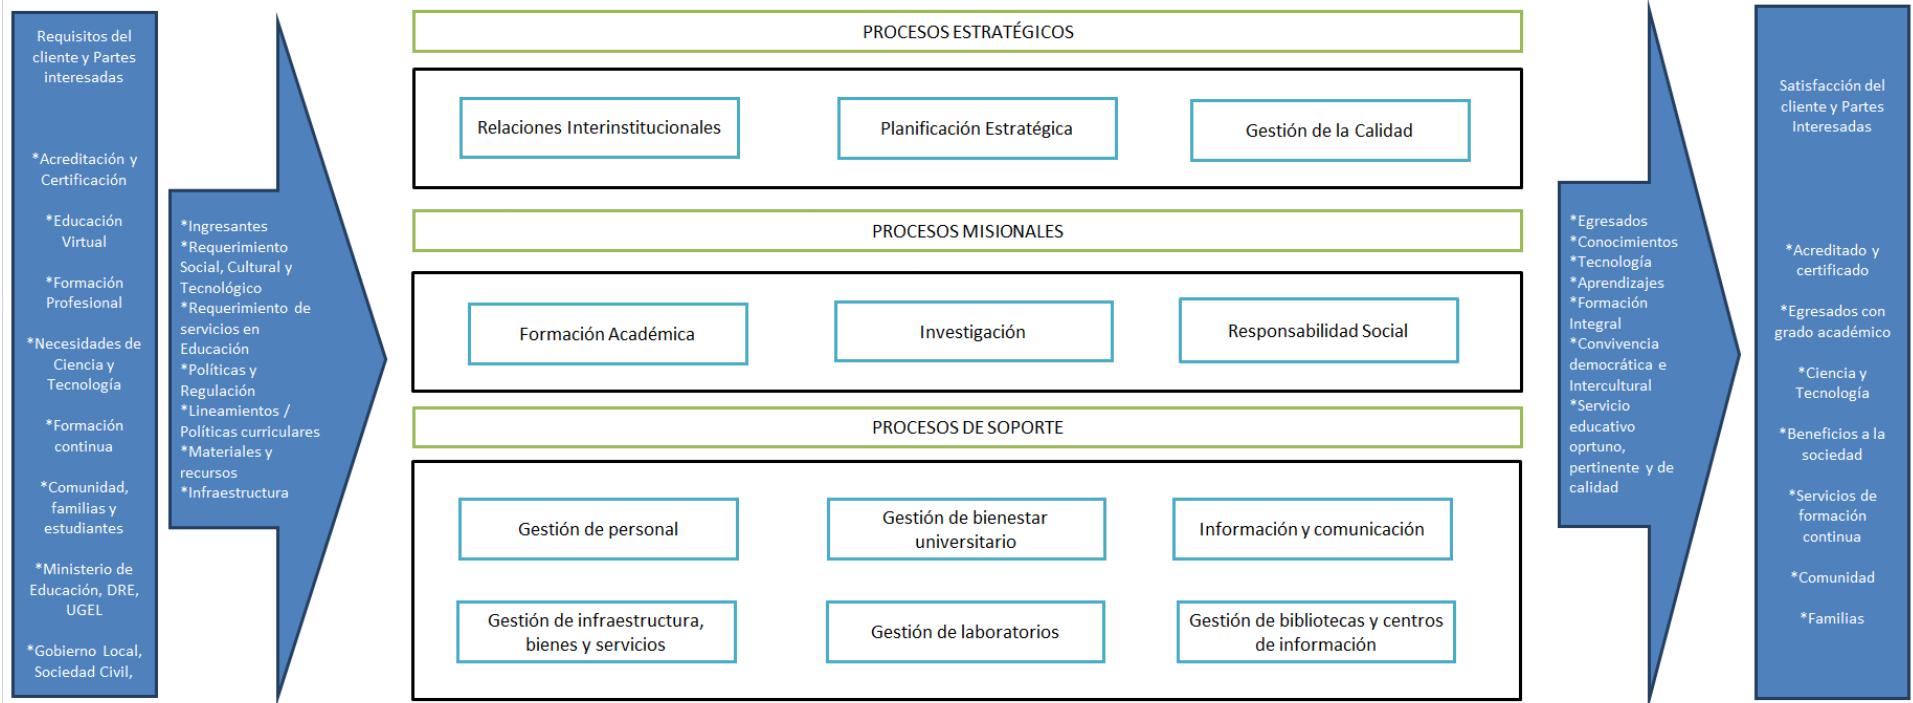 Requisitos del
cliente y Partes
interesadas
*Acreditación y
Certificación
*Educación
Virtual
*Formación
Profesional
*Necesidades de
Ciencia y
Tecnología
*Formación
continua
*Comunidad,
familias y
estudiantes
*Ministerio de
Educación, DRE,
UGEL
*Gobierno Local,
Sociedad Civil,
*Ingresantes
*Requerimiento
Social, Cultural y
Tecnológico
*Requerimiento de
servicios en
Educación
*Políticas y
Regulación
*Lineamientos /
Políticas curriculares
*Materiales y
recursos
*Infraestructura
PROCESOS ESTRATÉGICOS
Relaciones Interinstitucionales
Planificación Estratégica
Gestión de la Calidad
PROCESOS MISIONALES
Formación Académica
Investigación
Responsabilidad Social
PROCESOS DE SOPORTE
Gestión de personal
Gestión de bienestar
universitario
Información y comunicación
Gestión de infraestructura,
bienes y servicios
Gestión de laboratorios
Gestión de bibliotecas y centros
de información
*Egresados
*Conocimientos
*Tecnología
*Aprendizajes
*Formación
Integral
*Convivencia
democrática e
Intercultural
*Servicio
educativo
oprtuno,
pertinente y de
calidad
Satisfacción del
cliente y Partes
Interesadas
*Acreditado y
certificado
*Egresados con
grado académico
*Ciencia y
Tecnología
*Beneficios a la
sociedad
*Servicios de
formación
continua
*Comunidad
*Familias